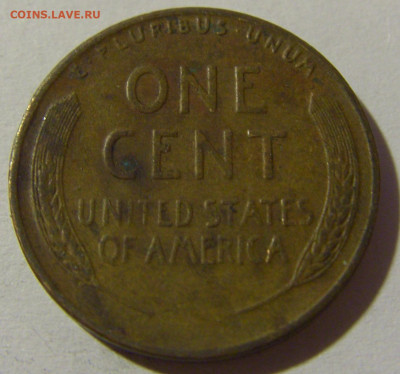 COINS.LAVE.RU
E·PLURIBUS·UNUM·
ONE
CENT
UNITED STATES
OF AMERICA